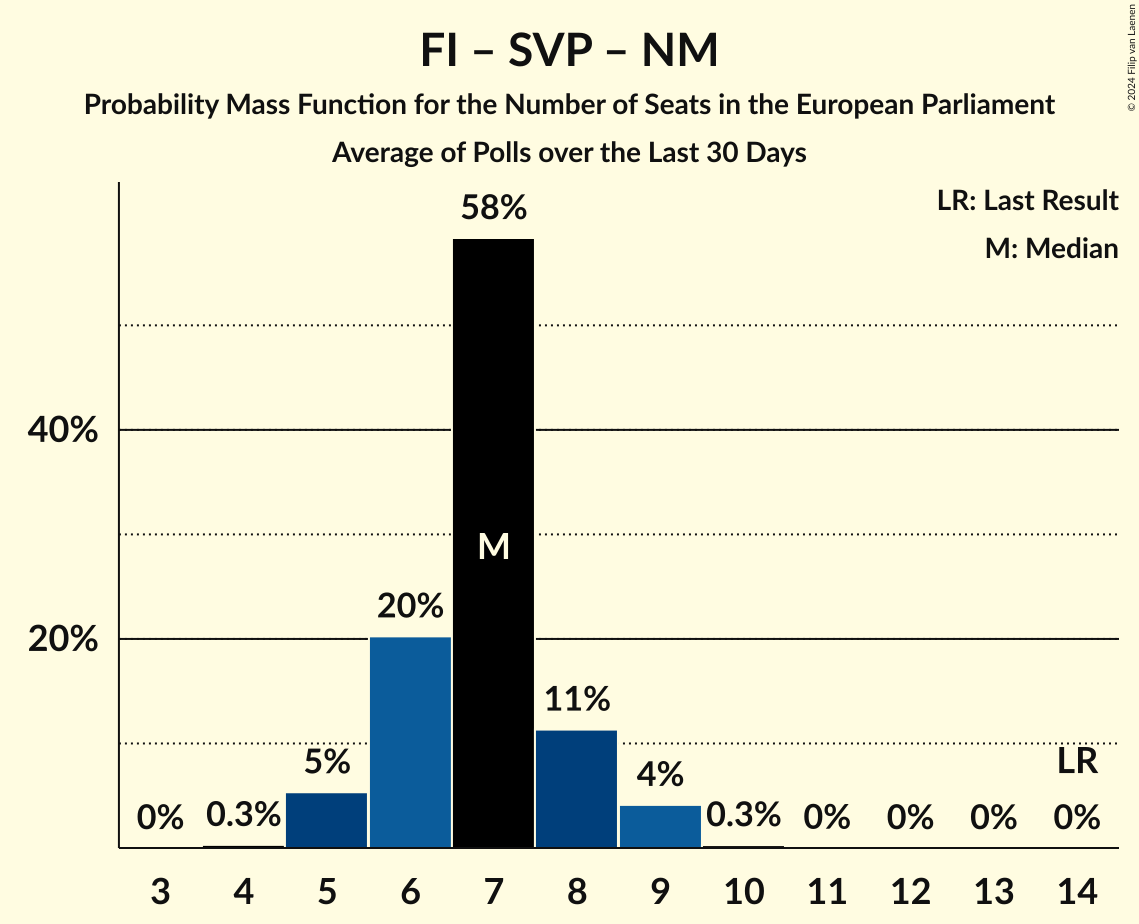 FI – SVP – NM
Probability Mass Function for the Number of Seats in the European Parliament
Average of Polls over the Last 30 Days
© 2024 Filip van Laenen
LR: Last Result
M: Median
58%
40%
M
20%
20%
11%
5%
4%
LR
0%
0.3%
0.3%
0%
0%
0%
0%
3 4 5 6 7 8 9 10 11 12 13 14